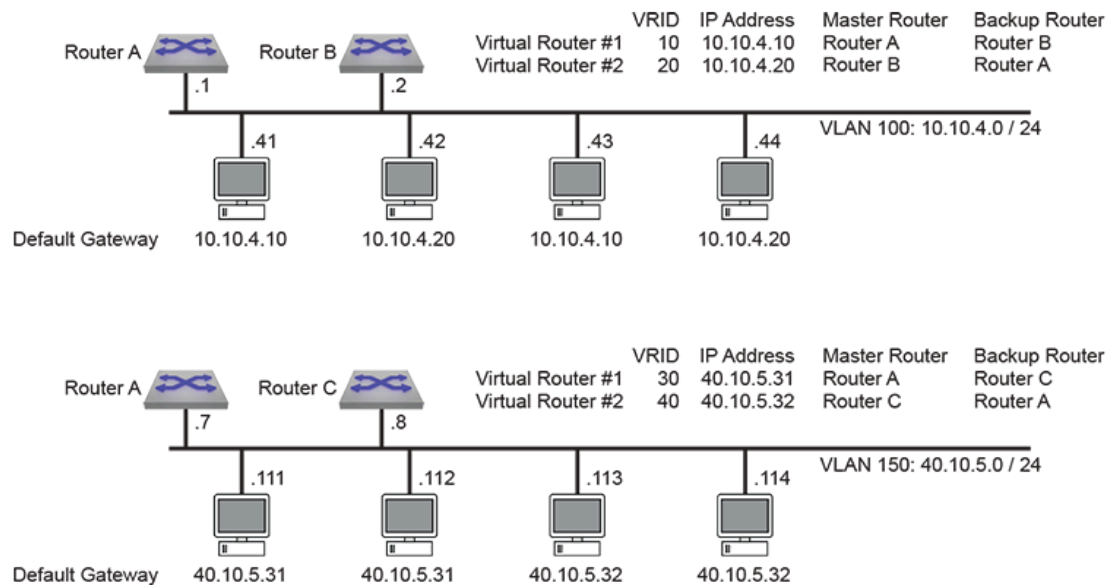 VRID IP Address Master Router Backup Router
Virtual Router #1 10 10.10.4.10 Router A Router B
Virtual Router #2 20 10.10.4.20 Router B Router A
Router A Router B
.1 .2
VLAN 100: 10.10.4.0 / 24
.41 .42 .43 .44
Default Gateway 10.10.4.10 10.10.4.20 10.10.4.10 10.10.4.20
VRID IP Address Master Router Backup Router
Virtual Router #1 30 40.10.5.31 Router A Router C
Virtual Router #2 40 40.10.5.32 Router C Router A
Router A Router C
.7 .8
VLAN 150: 40.10.5.0 / 24
.111 .112 .113 .114
Default Gateway 40.10.5.31 40.10.5.31 40.10.5.32 40.10.5.32